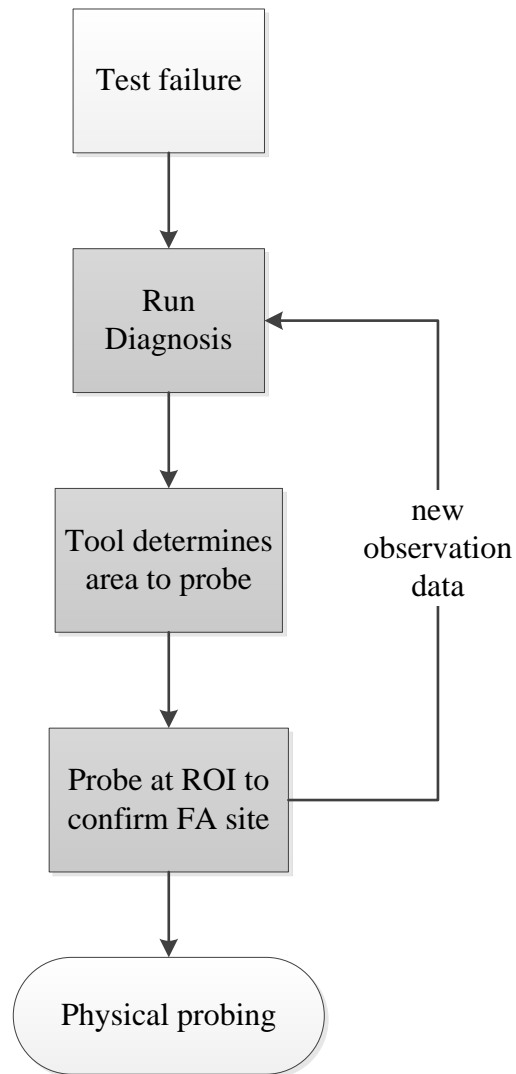 Test failure
Run
Diagnosis
Tool determines
area to probe
new
observation
data
Probe at ROI to
confirm FA site
Physical probing